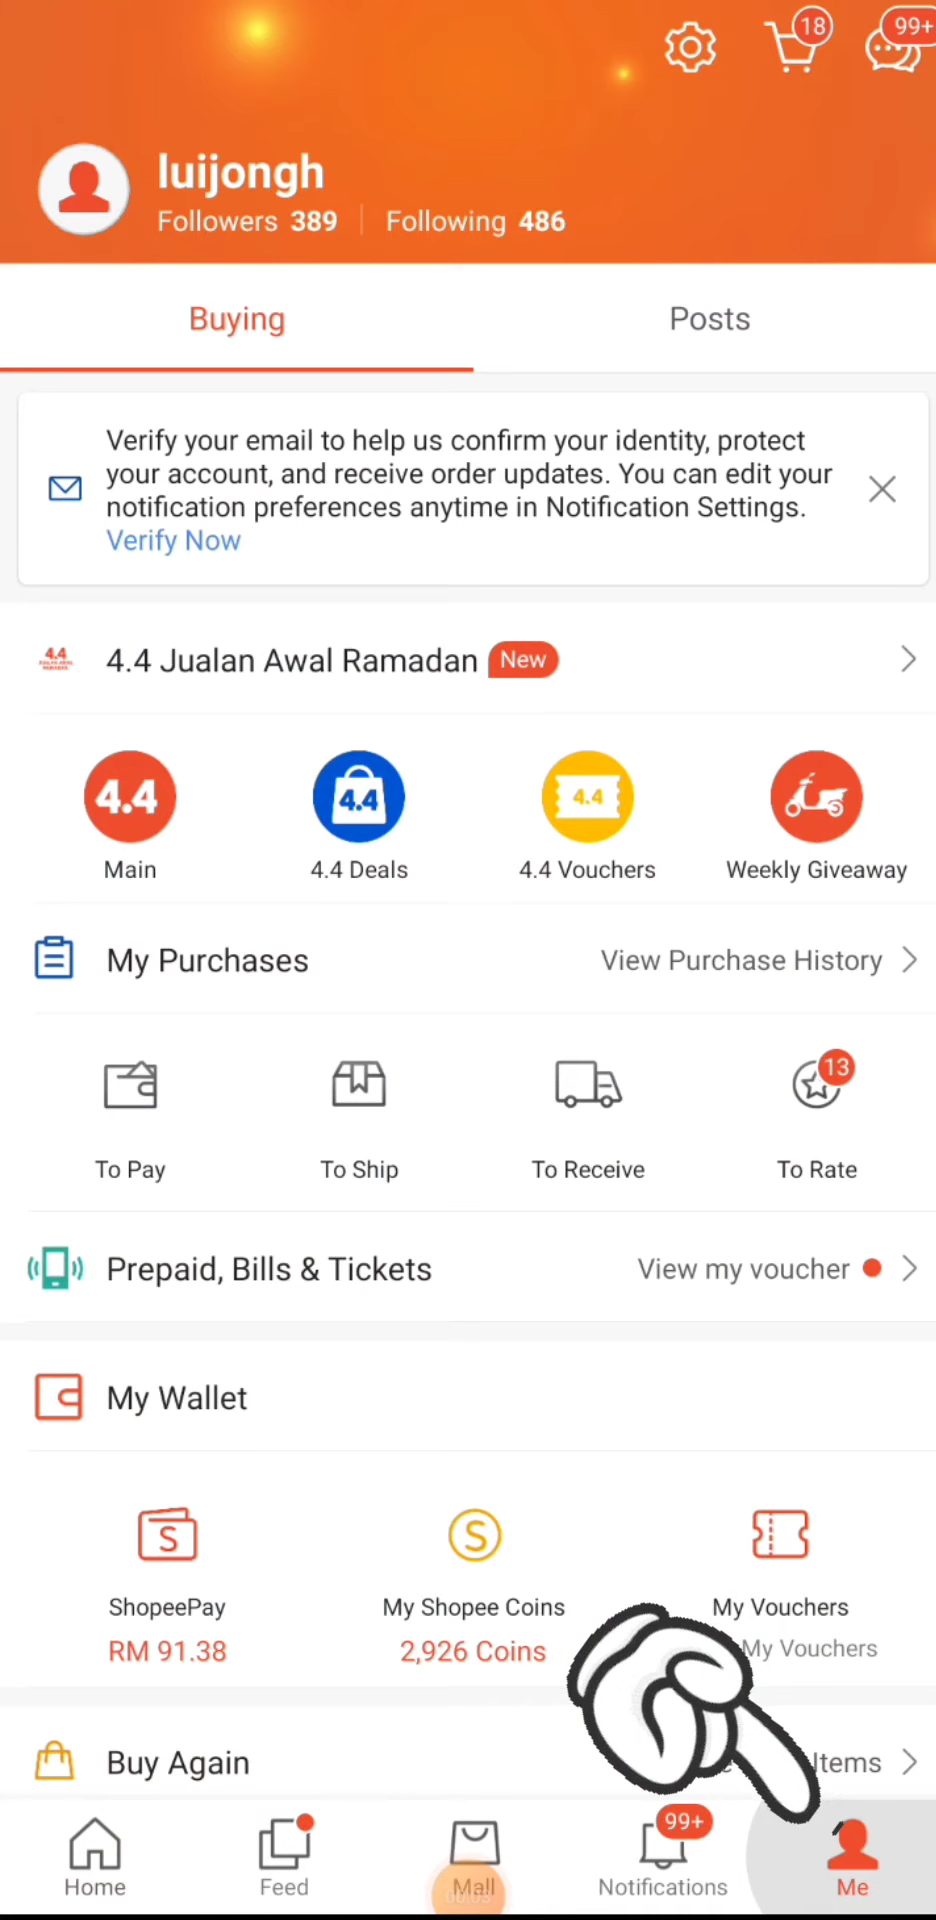 18
99+
luijongh
Followers 389 Following 486
Buying Posts
Verify your email to help us confirm your identity, protect
your account, and receive order updates. You can edit your
notification preferences anytime in Notification Settings.
Verify Now
4.4 4.4 Jualan Awal Ramadan New
4.4 4.4 4.4
Main 4.4 Deals 4.4 Vouchers Weekly Giveaway
My Purchases View Purchase History
13
To Pay To Ship To Receive To Rate
Prepaid, Bills & Tickets View my voucher
My Wallet
S S
ShopeePay My Shopee Coins My Vouchers
RM 91.38 2,926 Coins My Vouchers
Buy Again Items
99+
Home Feed Mall Notifications Me